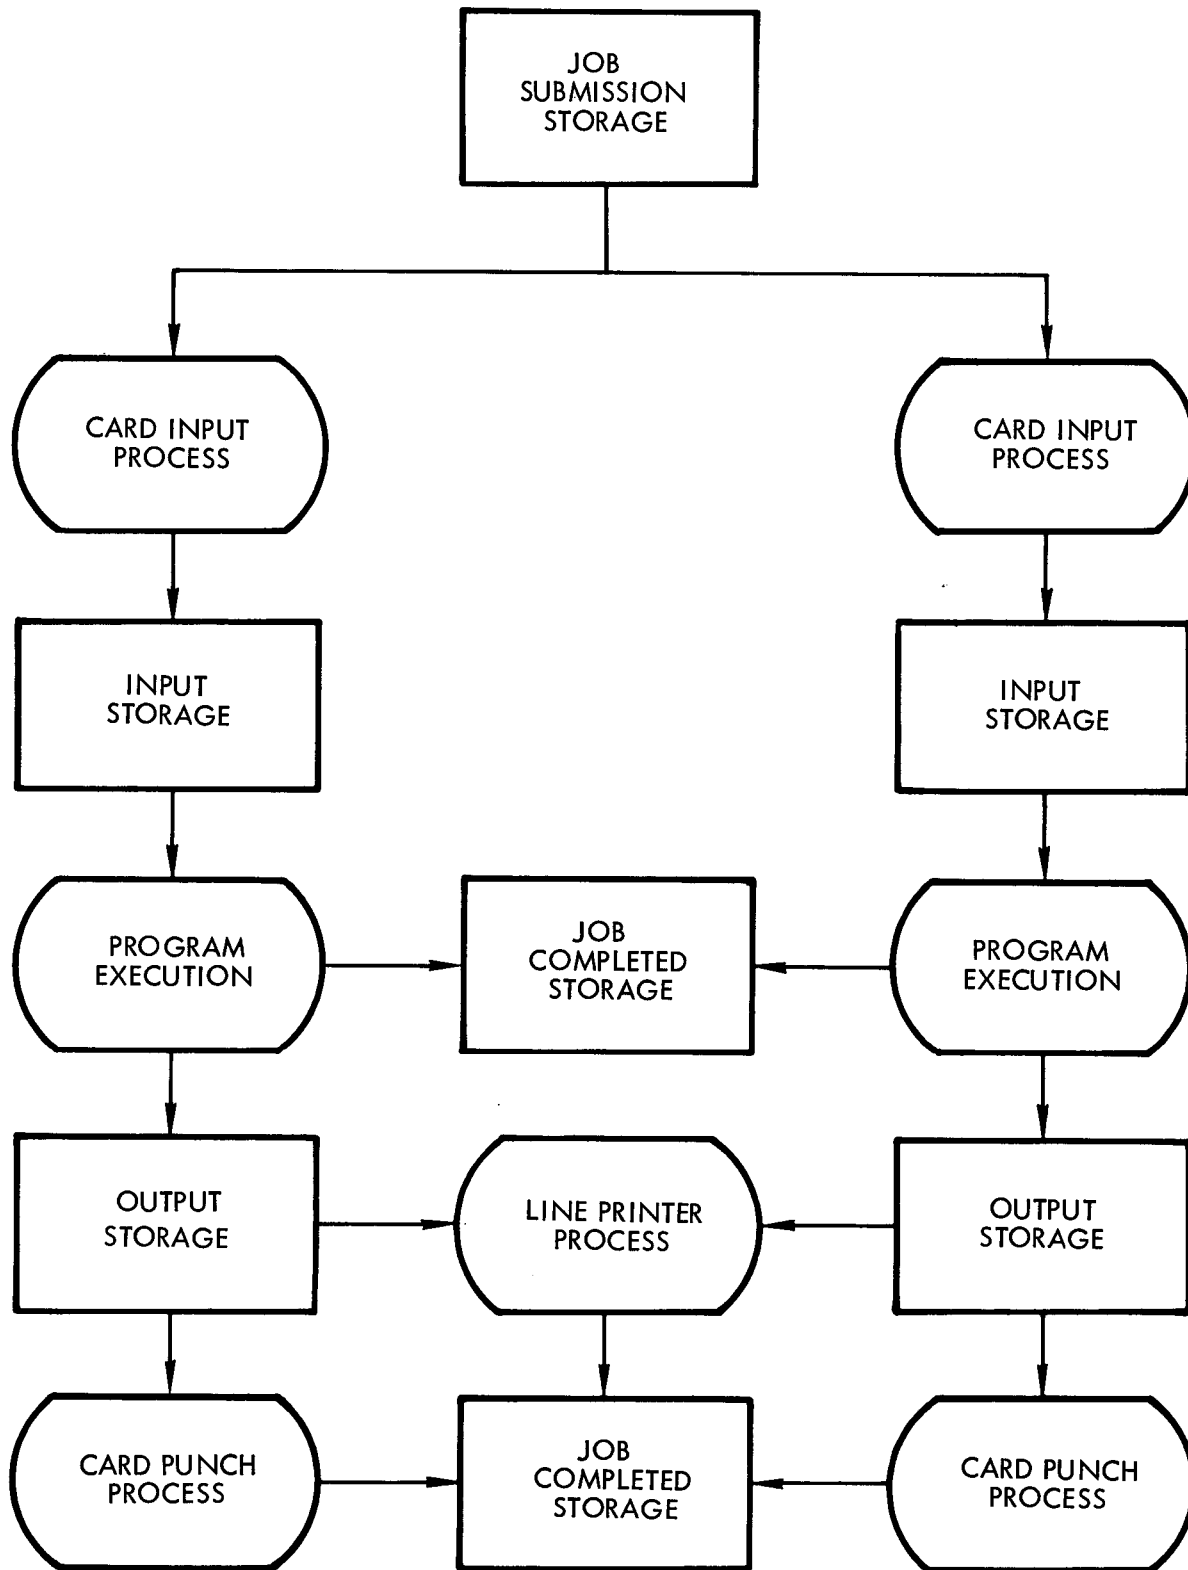 JOB
SUBMISSION
STORAGE
CARD INPUT
PROCESS
CARD INPUT
PROCESS
INPUT
STORAGE
INPUT
STORAGE
PROGRAM
EXECUTION
JOB
COMPLETED
STORAGE
PROGRAM
EXECUTION
OUTPUT
STORAGE
LINE PRINTER
PROCESS
OUTPUT
STORAGE
CARD PUNCH
PROCESS
JOB
COMPLETED
STORAGE
CARD PUNCH
PROCESS